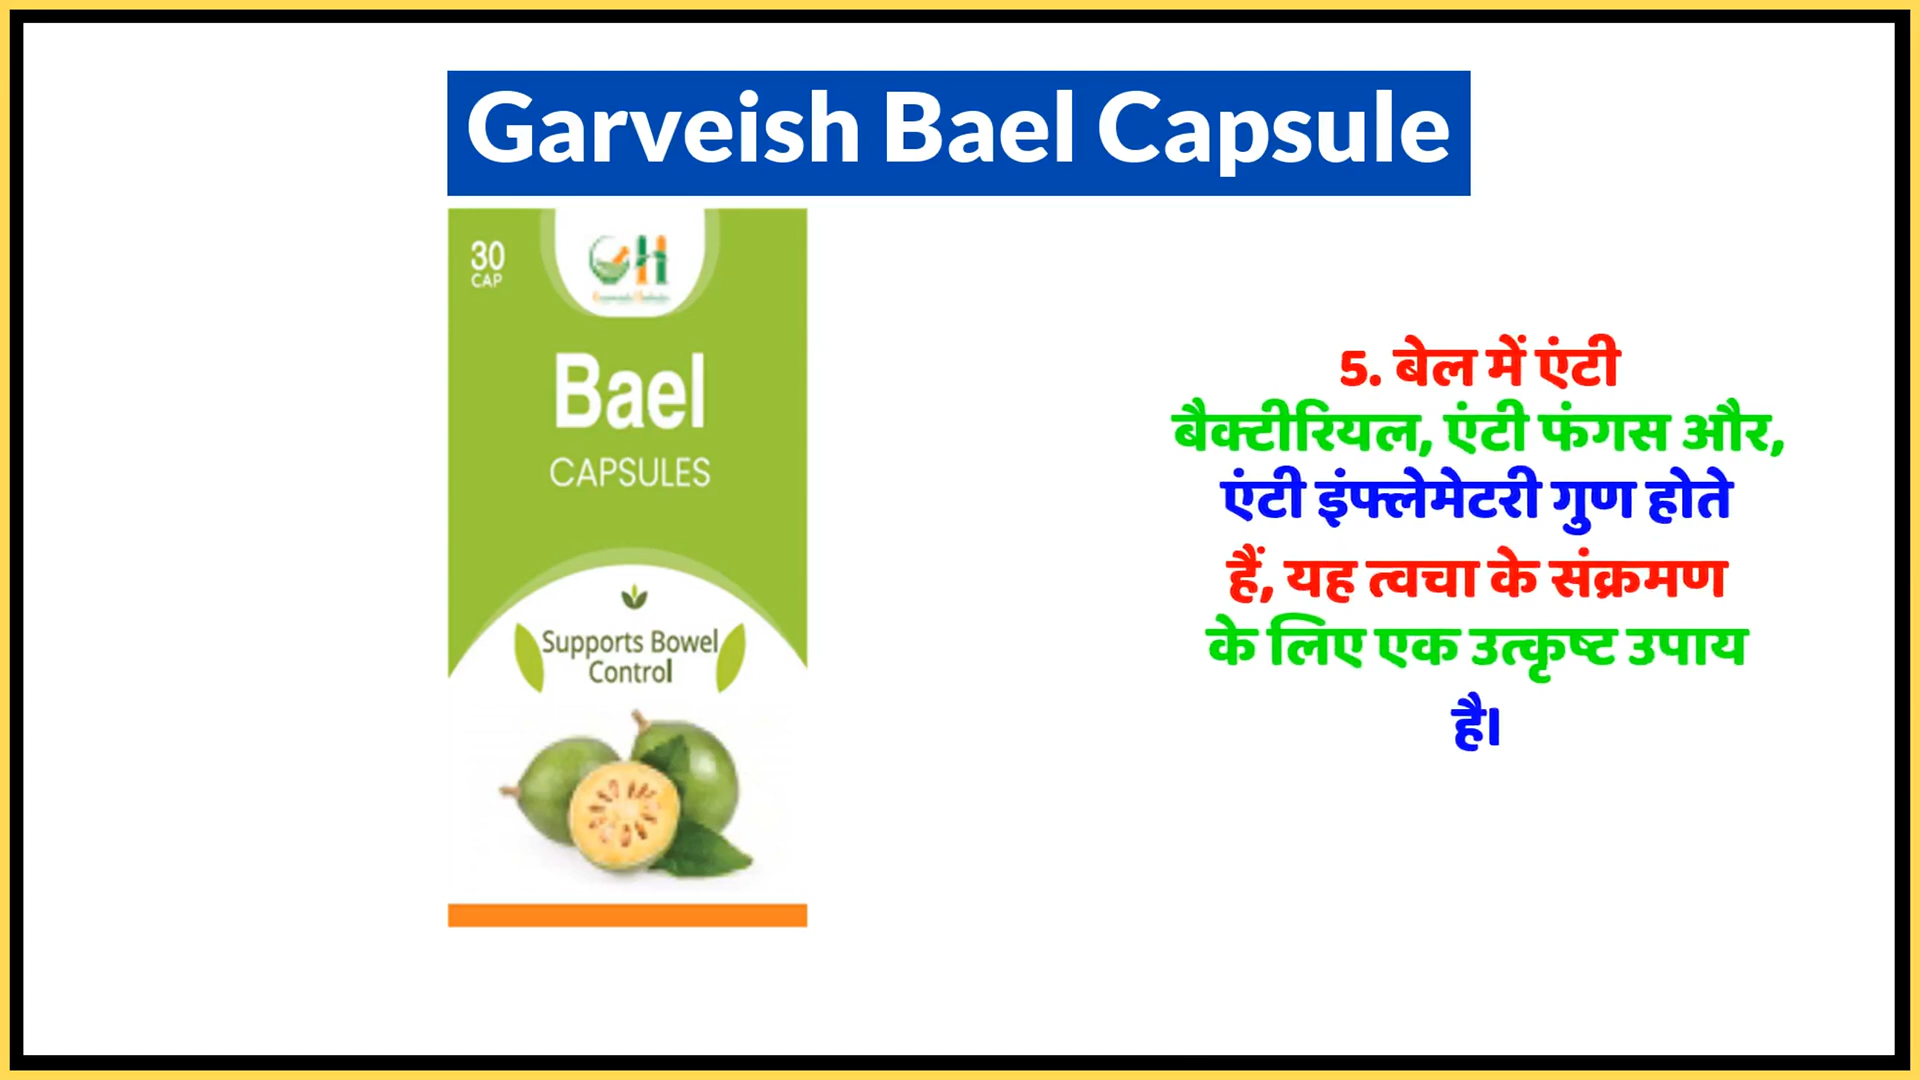 Garveish Bael Capsule
30
CAP
GH
Bael
CAPSULES
Supports Bowel
Control
5. बेल में एंटी
बैक्टीरियल, एंटी फंगस और,
एंटी इंफ्लेमेटरी गुण होते
हैं, यह त्वचा के संक्रमण
के लिए एक उत्कृष्ट उपाय
है।